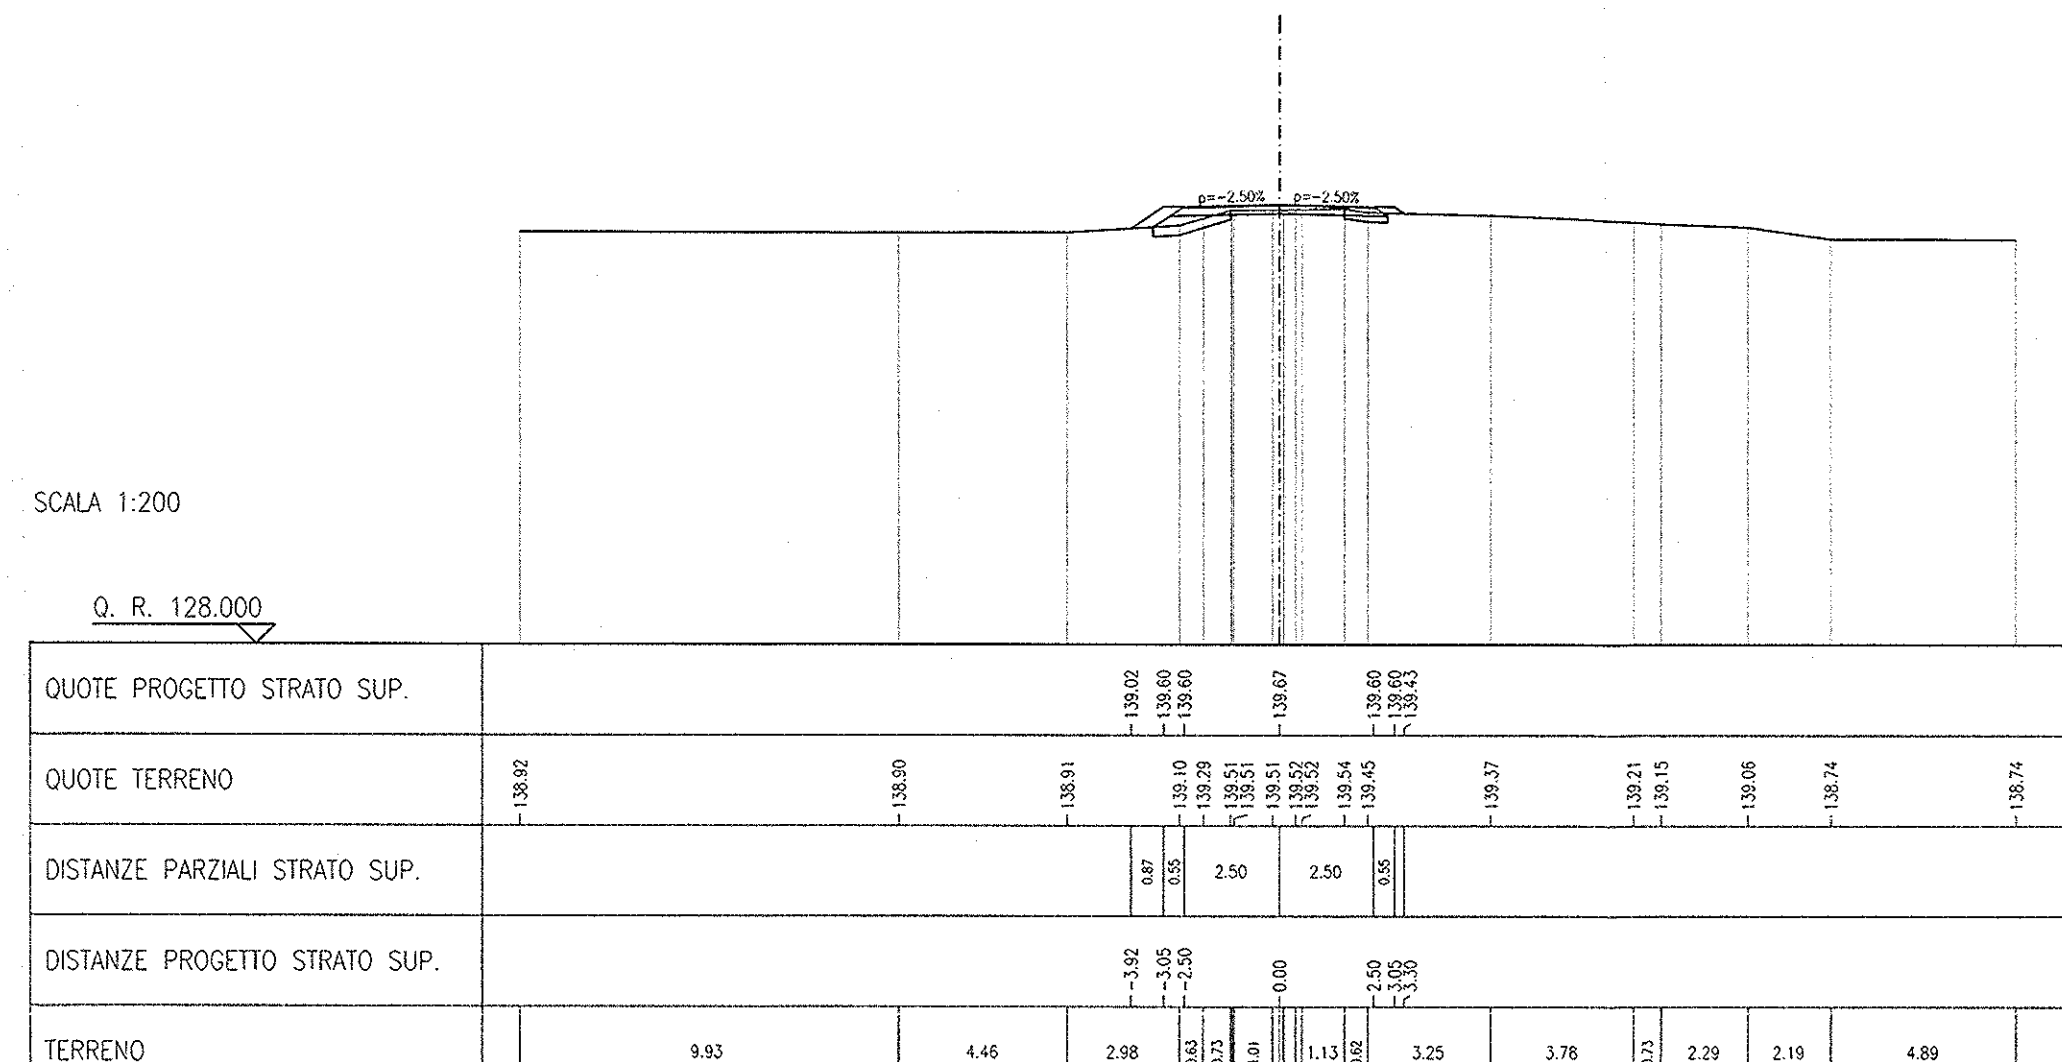 p=-2.50% p=-2.50%
SCALA 1:200
Q. R. 128.000
QUOTE PROGETTO STRATO SUP.
139.02 139.60 139.60 139.67 139.60 139.60 139.43
QUOTE TERRENO
138.92 138.90 138.91 139.10 139.29 139.51 139.51 139.51 139.52 139.52 139.54 139.45 139.37 139.21 139.15 139.06 138.74 138.74
DISTANZE PARZIALI STRATO SUP.
0.87 0.55 2.50 2.50 0.55
DISTANZE PROGETTO STRATO SUP.
-3.92 -3.05 -2.50 0.00 2.50 3.05 3.30
TERRENO
9.93 4.46 2.98 1.13 3.25 3.78 2.29 2.19 4.89